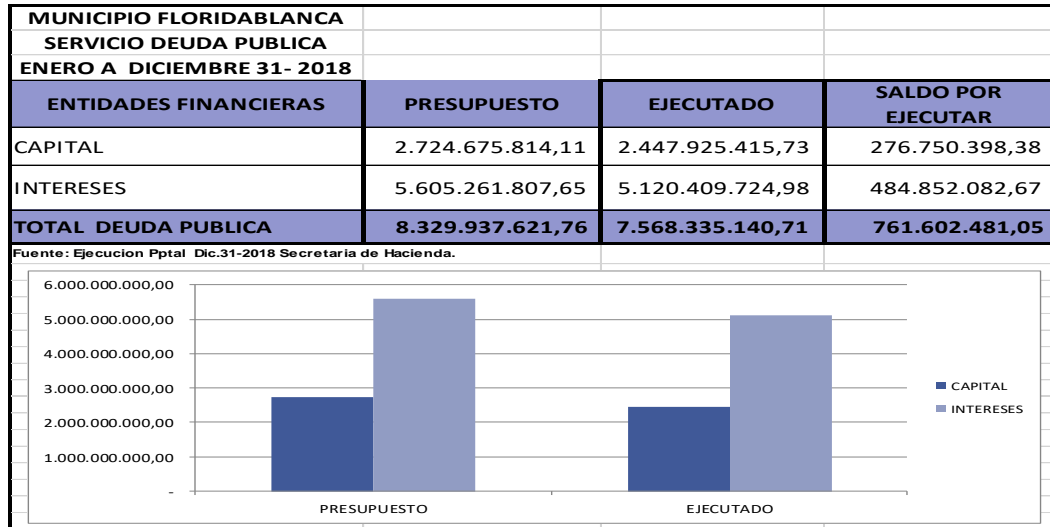 MUNICIPIO FLORIDABLANCA
SERVICIO DEUDA PUBLICA
ENERO A DICIEMBRE 31- 2018
ENTIDADES FINANCIERAS PRESUPUESTO EJECUTADO SALDO POR EJECUTAR
CAPITAL 2.724.675.814,11 2.447.925.415,73 276.750.398,38
INTERESES 5.605.261.807,65 5.120.409.724,98 484.852.082,67
TOTAL DEUDA PUBLICA 8.329.937.621,76 7.568.335.140,71 761.602.481,05
Fuente: Ejecucion Pptal Dic.31-2018 Secretaria de Hacienda.
6.000.000.000,00
5.000.000.000,00
4.000.000.000,00
3.000.000.000,00
2.000.000.000,00
1.000.000.000,00
-
PRESUPUESTO EJECUTADO
CAPITAL
INTERESES